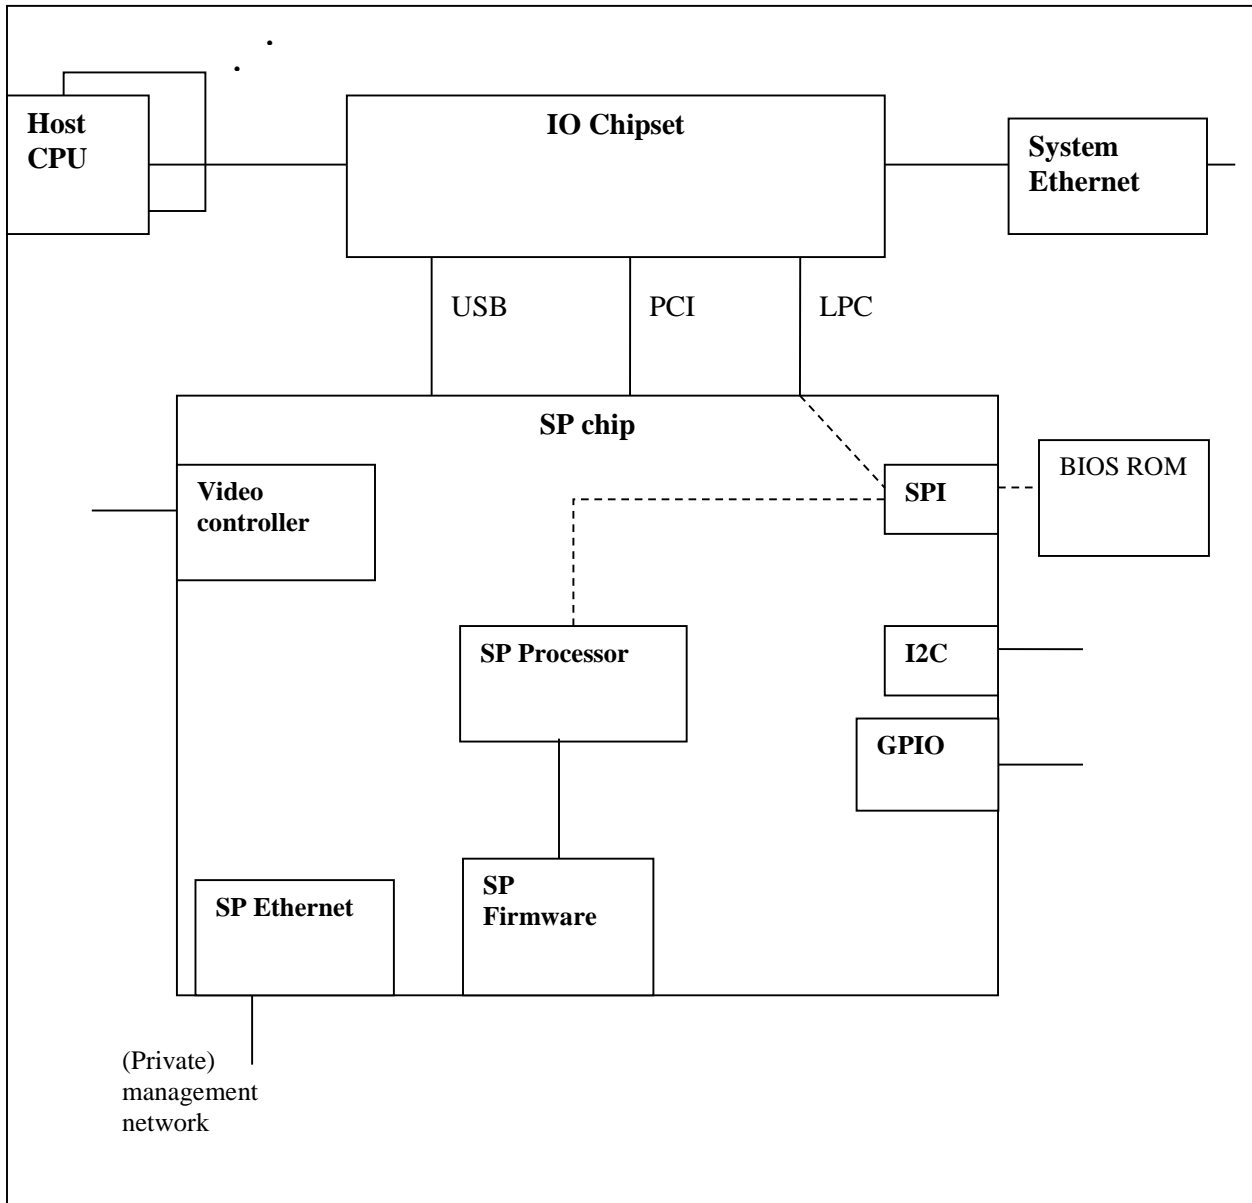 Host
CPU
IO Chipset
System
Ethernet
USB
PCI
LPC
SP chip
Video
controller
SPI
BIOS ROM
SP Processor
I2C
GPIO
SP Ethernet
SP
Firmware
(Private)
management
network